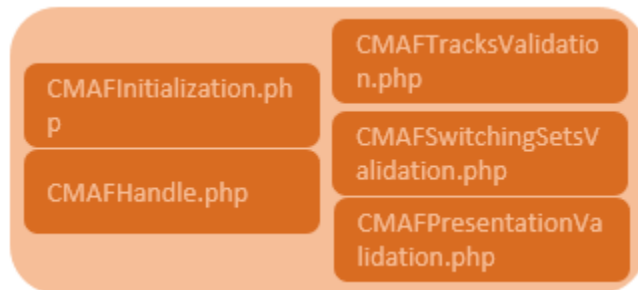 CMAFInitialization.ph
p
CMAFHandle.php
CMAFTracksValidatio
n.php
CMAFSwitchingSetsV
alidation.php
CMAFPresentationVa
lidation.php